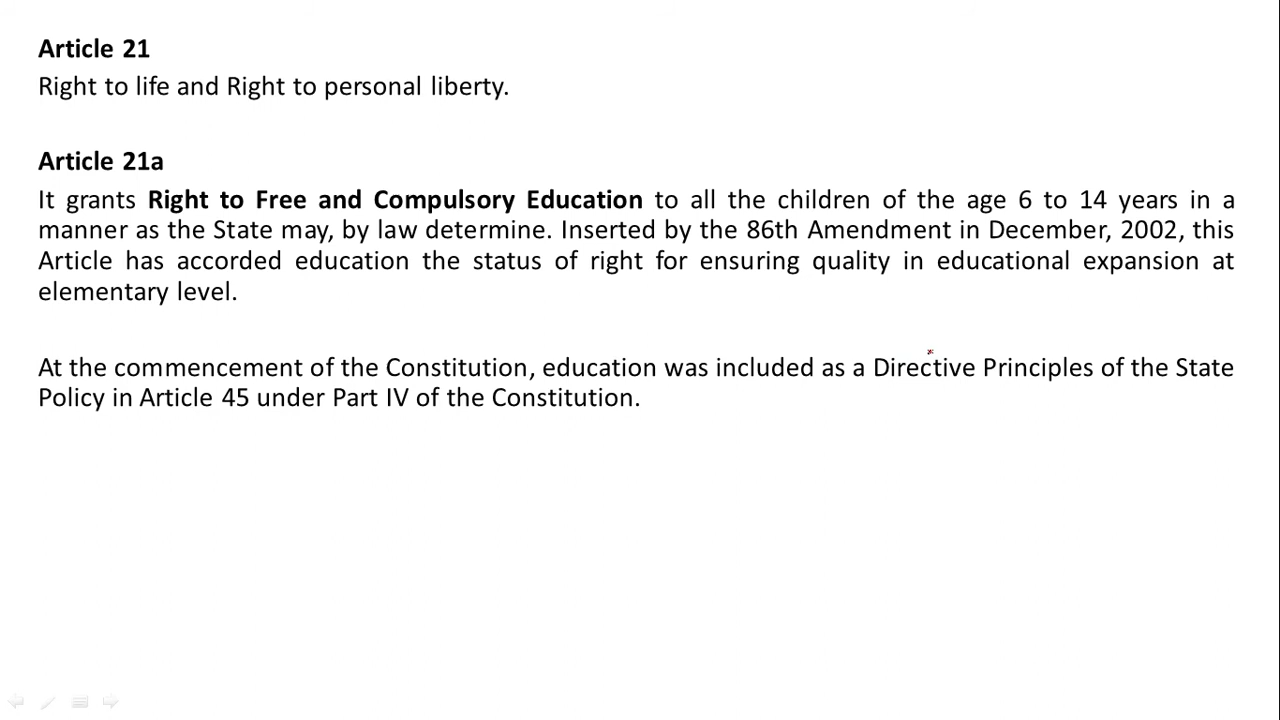 Article 21
Right to life and Right to personal liberty.
Article 21a
It grants Right to Free and Compulsory Education to all the children of the age 6 to 14 years in a
manner as the State may, by law determine. Inserted by the 86th Amendment in December, 2002, this
Article has accorded education the status of right for ensuring quality in educational expansion at
elementary level.
At the commencement of the Constitution, education was included as a Directive Principles of the State
Policy in Article 45 under Part IV of the Constitution.